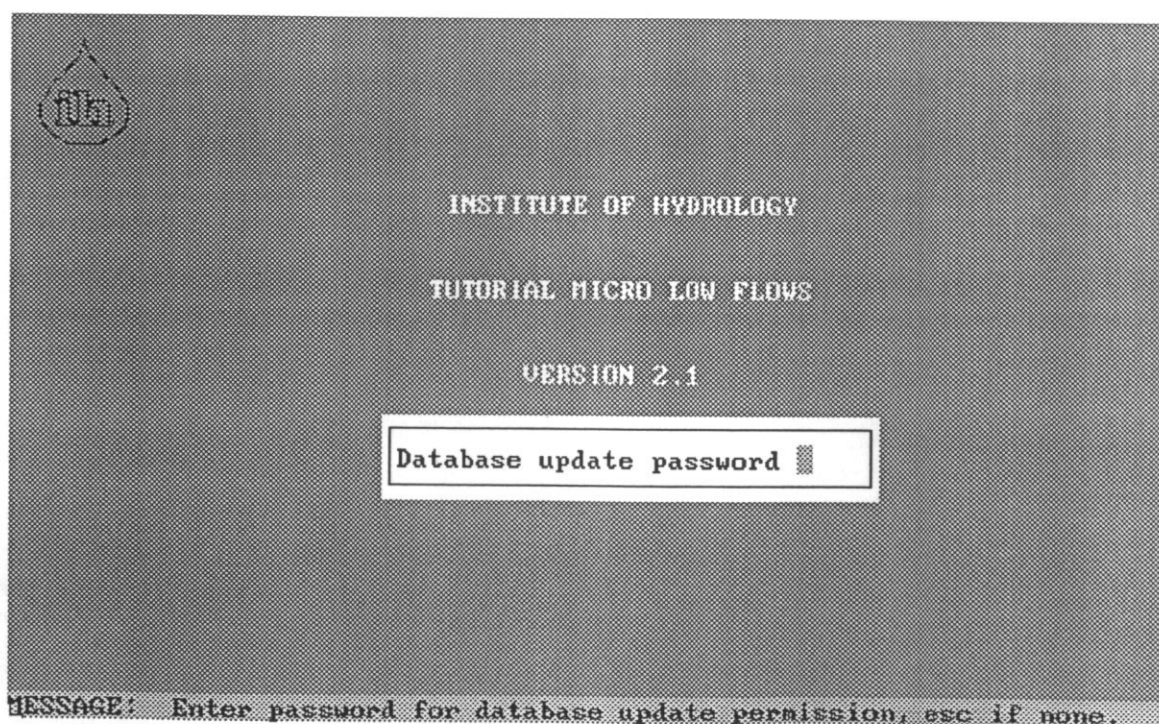 INSTITUTE OF HYDROLOGY
TUTORIAL MICRO LOW FLOWS
VERSION 2.1
Database update password
MESSAGE: Enter password for database update permission, esc if none.